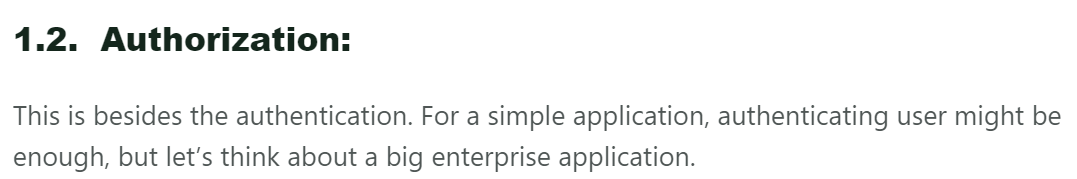 1.2. Authorization:
This is besides the authentication. For a simple application, authenticating user might be
enough, but let’s think about a big enterprise application.